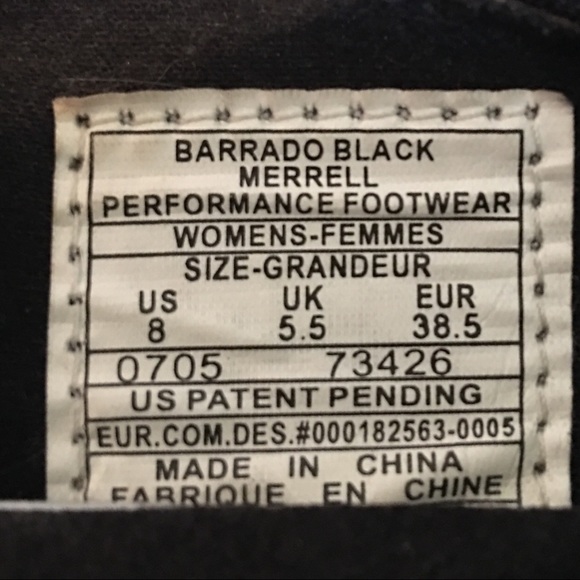 BARRADO BLACK
MERRELL
PERFORMANCE FOOTWEAR
WOMENS-FEMMES
SIZE-GRANDEUR
US UK EUR
8 5.5 38.5
0705 73426
US PATENT PENDING
EUR.COM.DES.#000182563-0005
MADE IN CHINA
FABRIQUE EN CHINE